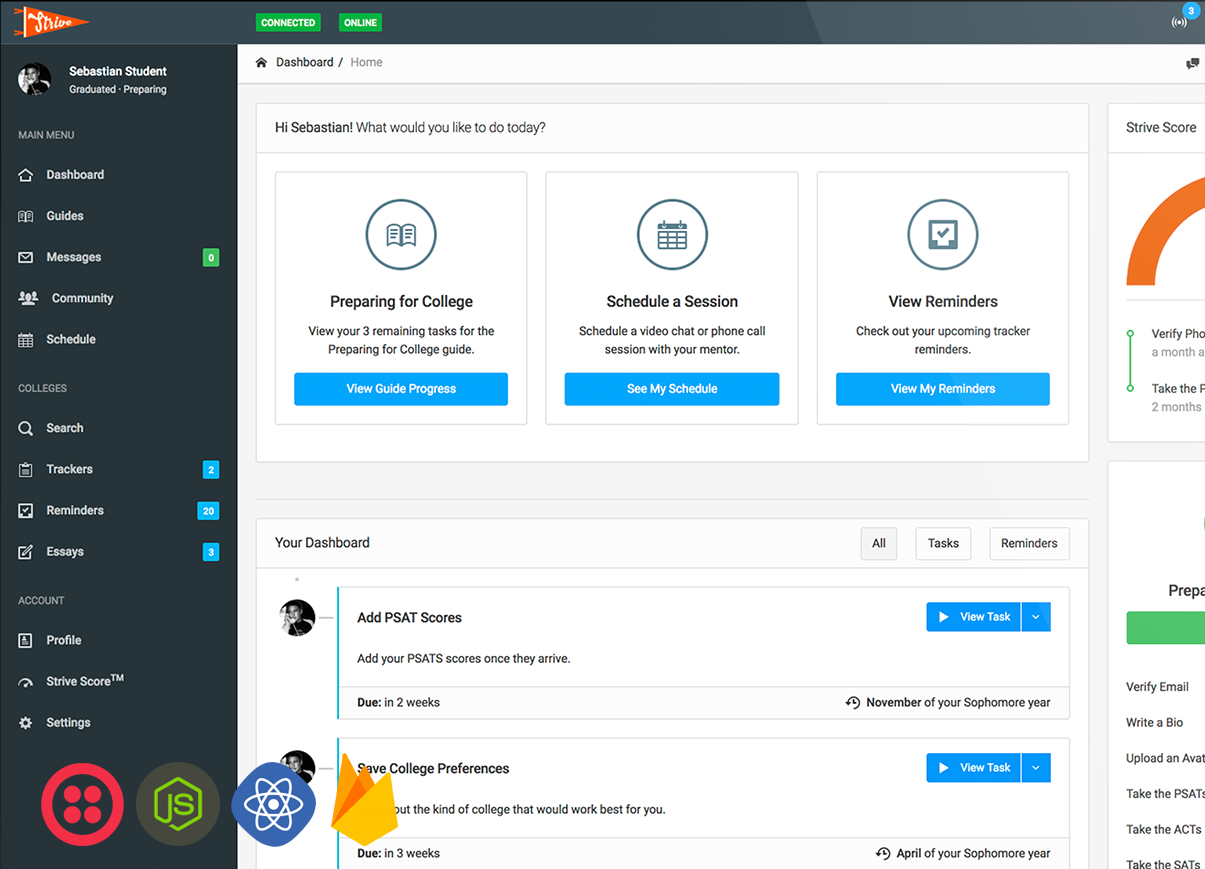 Strive
CONNECTED ONLINE
3
Sebastian Student
Graduated · Preparing
MAIN MENU
Dashboard
Guides
Messages 0
Community
Schedule
COLLEGES
Search
Trackers 2
Reminders 20
Essays 3
ACCOUNT
Profile
Strive Score™
Settings
JS
Dashboard / Home
Hi Sebastian! What would you like to do today?
Preparing for College
View your 3 remaining tasks for the
Preparing for College guide.
View Guide Progress
Schedule a Session
Schedule a video chat or phone call
session with your mentor.
See My Schedule
View Reminders
Check out your upcoming tracker
reminders.
View My Reminders
Your Dashboard
All Tasks Reminders
Add PSAT Scores
View Task
Add your PSATS scores once they arrive.
Due: in 2 weeks
November of your Sophomore year
Save College Preferences
View Task
out the kind of college that would work best for you.
Due: in 3 weeks
April of your Sophomore year
Strive Score
Verify Pho
a month a
Take the P
2 months
Prepa
Verify Email
Write a Bio
Upload an Avat
Take the PSATs
Take the ACTs
Take the SATs